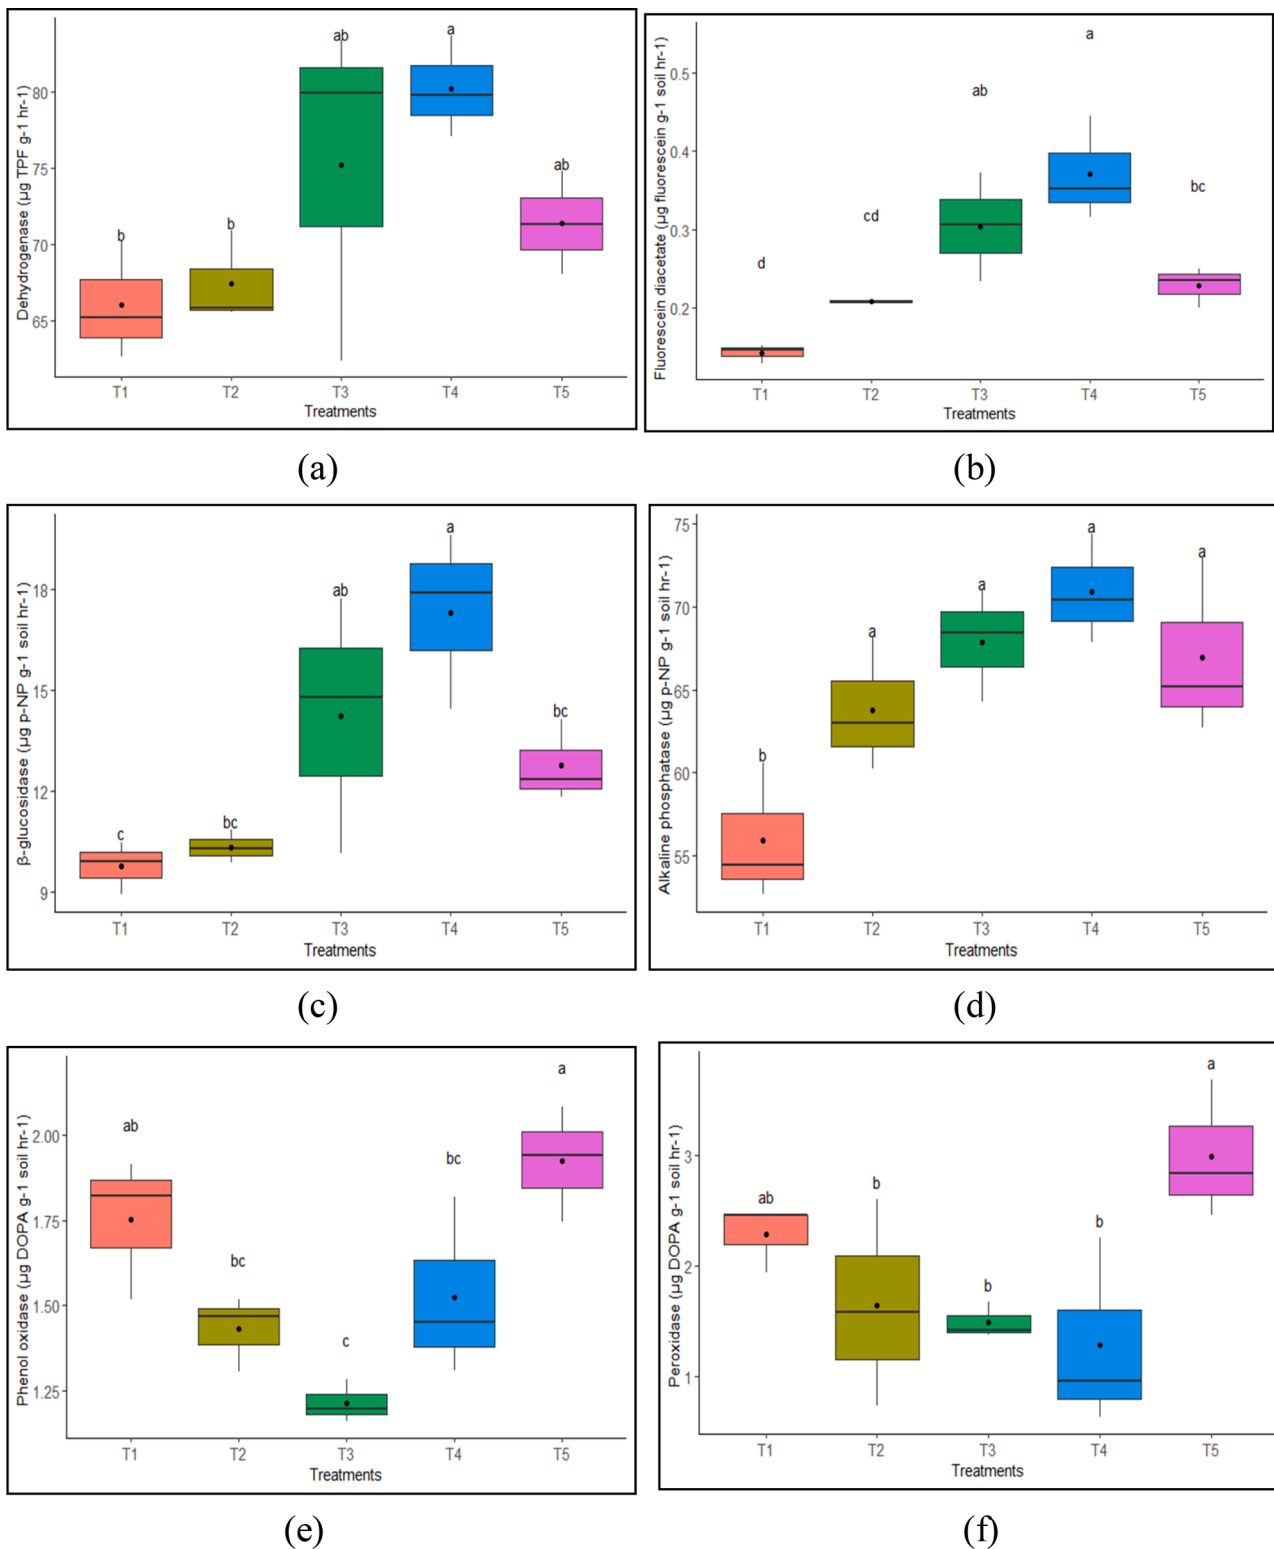 Dehydrogenase (µg TPF g-1 hr-1)
80
75
70
65
b
b
ab
a
ab
T1 T2 T3 T4 T5
Treatments
(a)
Fluorescein diacetate (µg fluorescein g-1 soil hr-1)
0.5
0.4
0.3
0.2
d
cd
ab
a
bc
T1 T2 T3 T4 T5
Treatments
(b)
β-glucosidase (µg p-NP g-1 soil hr-1)
18
15
12
9
c
bc
ab
a
bc
T1 T2 T3 T4 T5
Treatments
(c)
Alkaline phosphatase (µg p-NP g-1 soil hr-1)
75
70
65
60
55
b
a
a
a
a
T1 T2 T3 T4 T5
Treatments
(d)
Phenol oxidase (µg DOPA g-1 soil hr-1)
2.00
1.75
1.50
1.25
ab
bc
c
bc
a
T1 T2 T3 T4 T5
Treatments
(e)
Peroxidase (µg DOPA g-1 soil hr-1)
3
2
1
ab
b
b
b
a
T1 T2 T3 T4 T5
Treatments
(f)